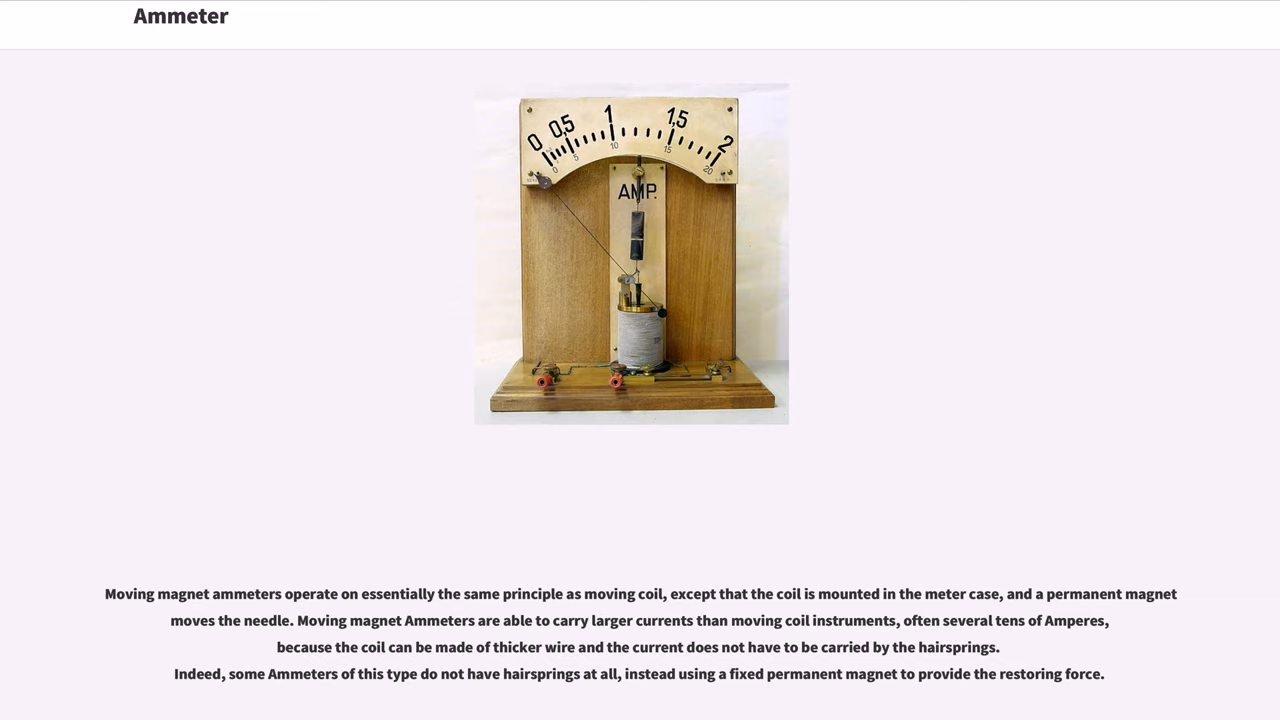 Ammeter
0 0,5 1 1,5 2
0 5 10 15 20
AMP.
Moving magnet ammeters operate on essentially the same principle as moving coil, except that the coil is mounted in the meter case, and a permanent magnet
moves the needle. Moving magnet Ammeters are able to carry larger currents than moving coil instruments, often several tens of Amperes,
because the coil can be made of thicker wire and the current does not have to be carried by the hairsprings.
Indeed, some Ammeters of this type do not have hairsprings at all, instead using a fixed permanent magnet to provide the restoring force.